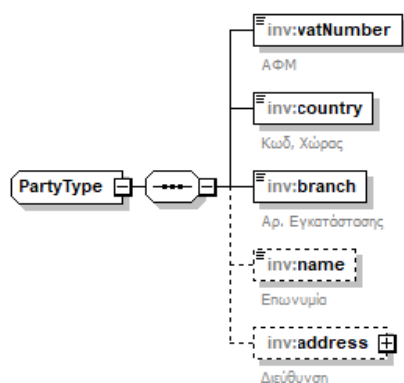 inv:vatNumber
ΑΦΜ
inv:country
Κωδ, Χώρας
PartyType
inv:branch
Αρ. Εγκατάστασης
inv:name
Επωνυμία
inv:address
Διεύθυνση